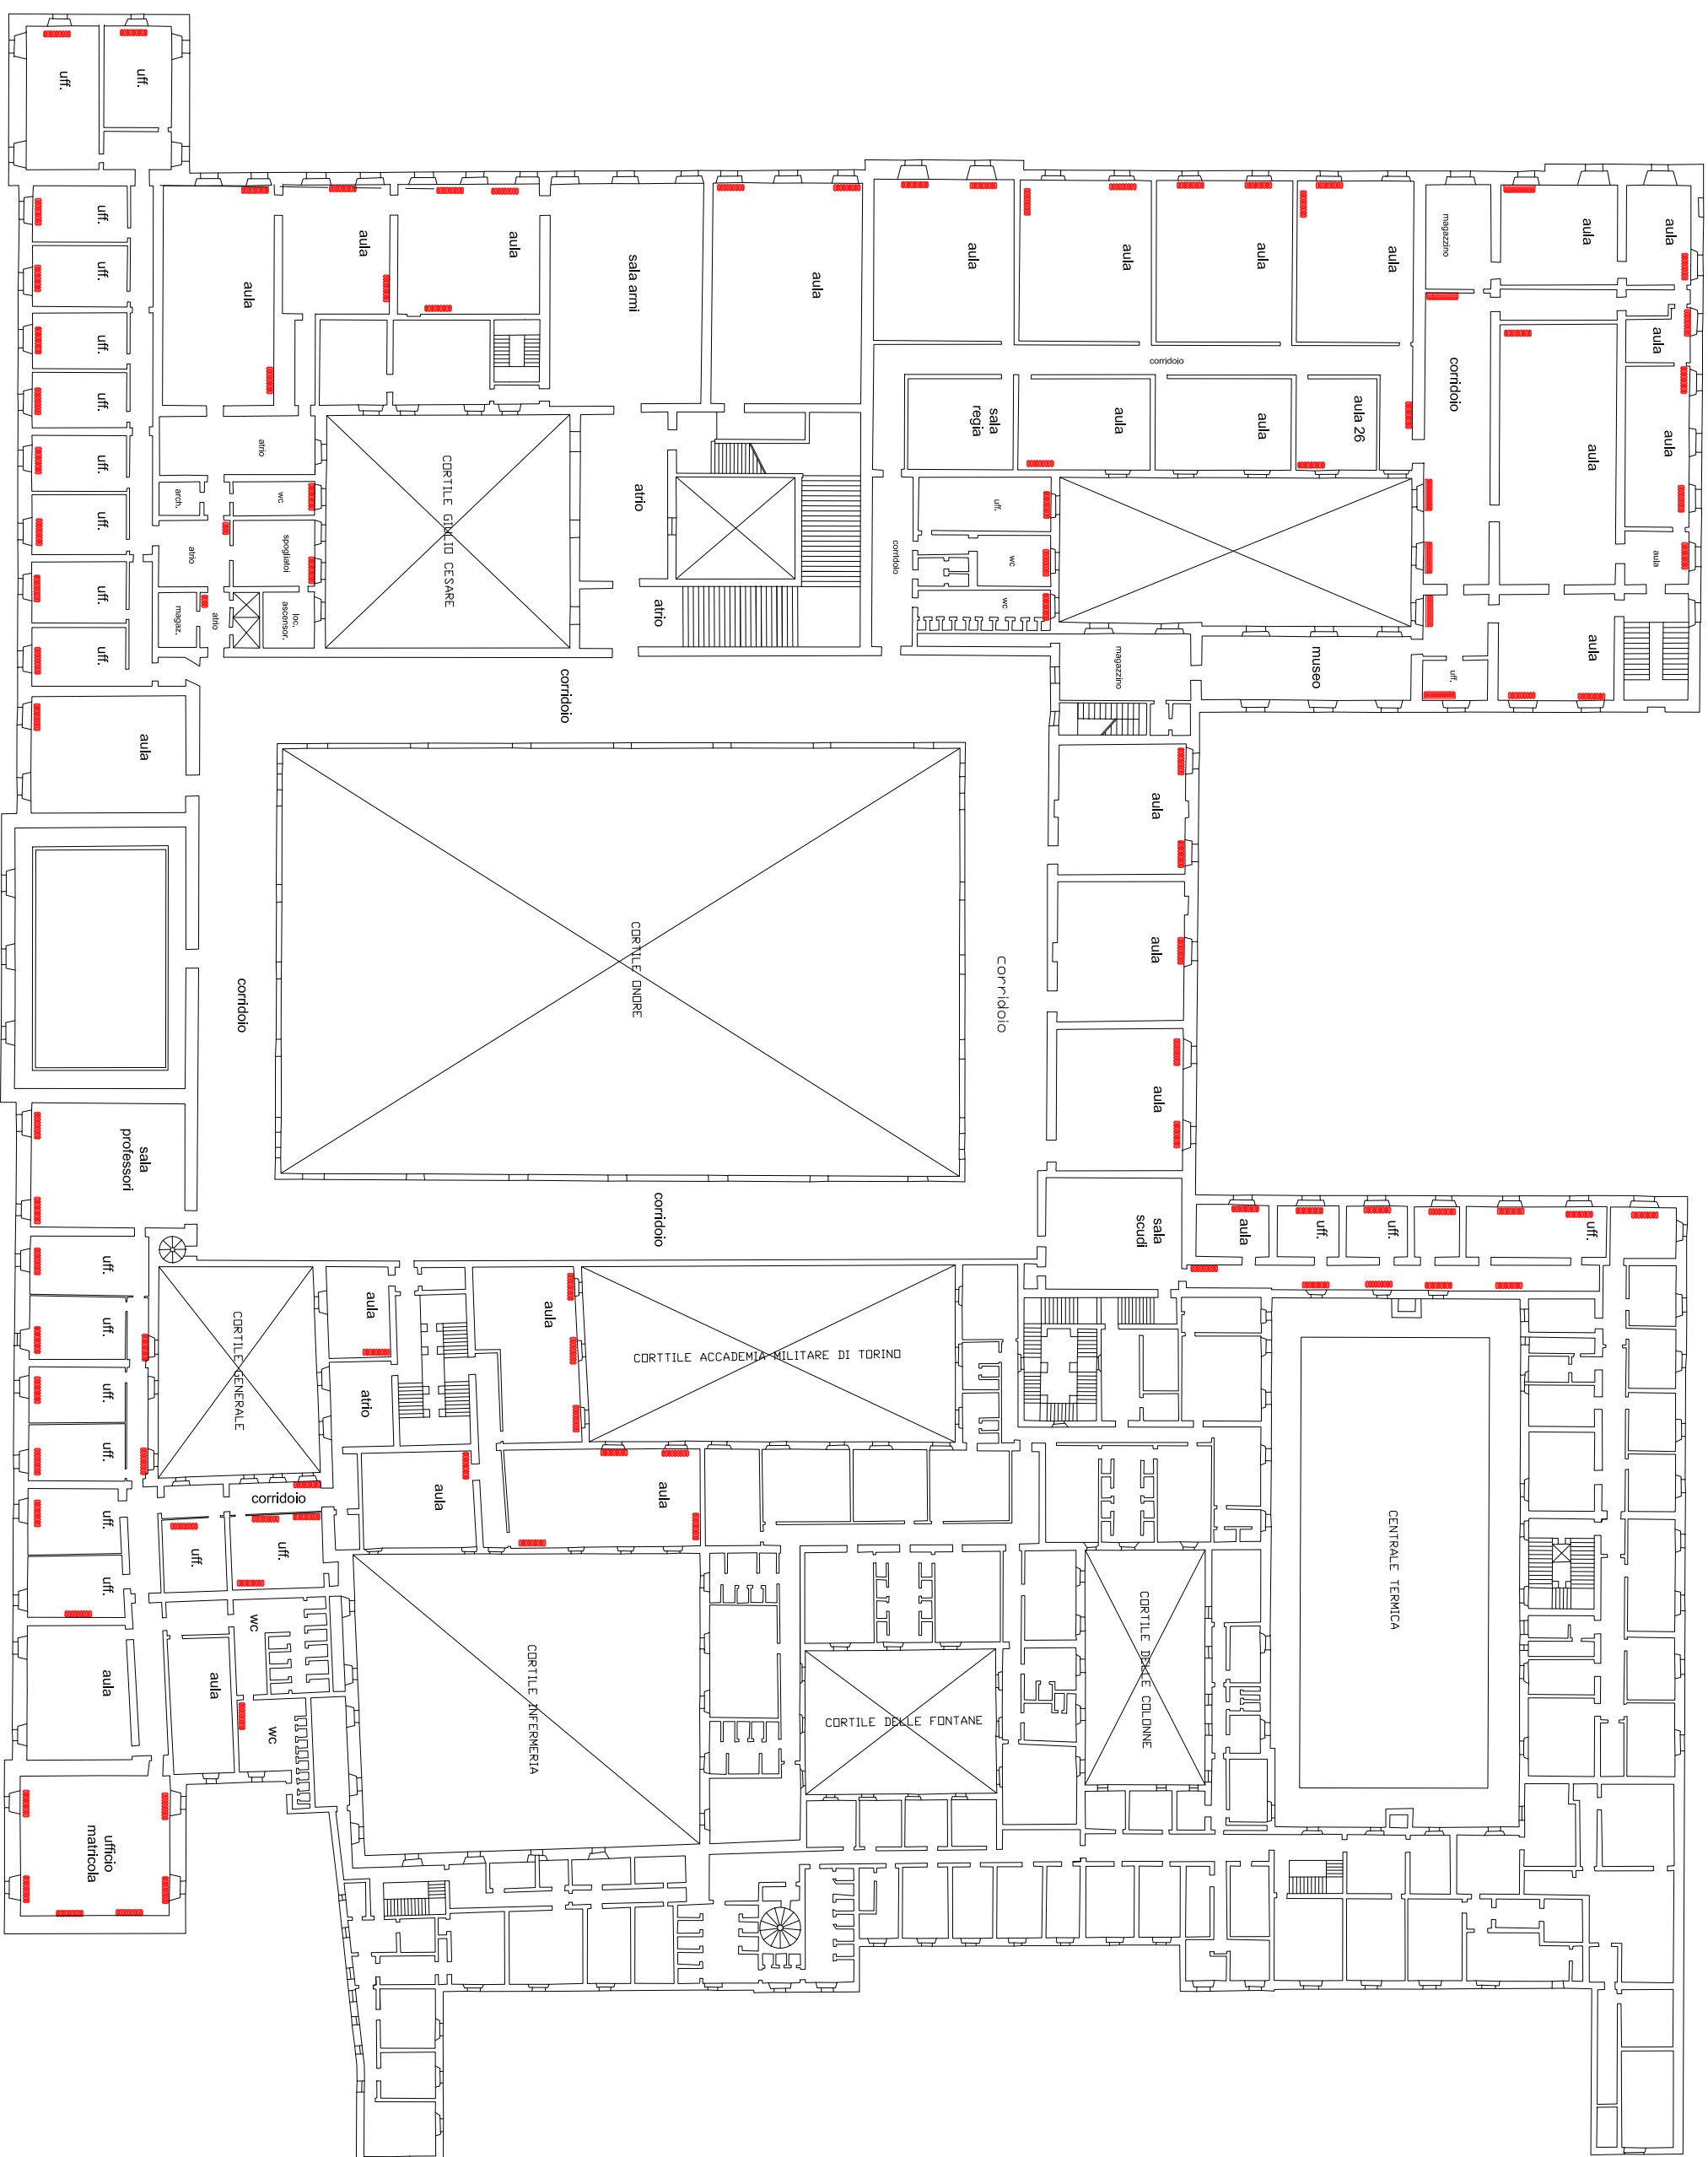 uff.
uff.
uff.
uff.
uff.
uff.
uff.
uff.
uff.
uff.
aula
aula
aula
sala armi
aula
aula
aula
aula
aula
magazzino
aula
aula
aula
corridoio
corridoio
aula
aula
sala
regia
aula
aula
aula 26
atrio
arch.
wc
atrio
spogliatoi
magaz.
atrio
loc.
ascensor.
CORTILE GIULIO CESARE
atrio
atrio
corridoio
uff.
wc
wc
aula
aula
magazzino
museo
uff.
corridoio
aula
aula
aula
aula
CORTILE ONORE
corridoio
corridoio
sala
professori
corridoio
sala
scudi
aula
uff.
uff.
uff.
uff.
uff.
uff.
uff.
uff.
uff.
CORTILE GENERALE
aula
atrio
aula
CORTTILE ACCADEMIA MILITARE DI TORINO
aula
aula
corridoio
uff.
uff.
wc
wc
aula
aula
CORTILE INFERMERIA
CORTILE DELLE FONTANE
CORTILE DELLE COLONNE
CENTRALE TERMICA
ufficio
matricola